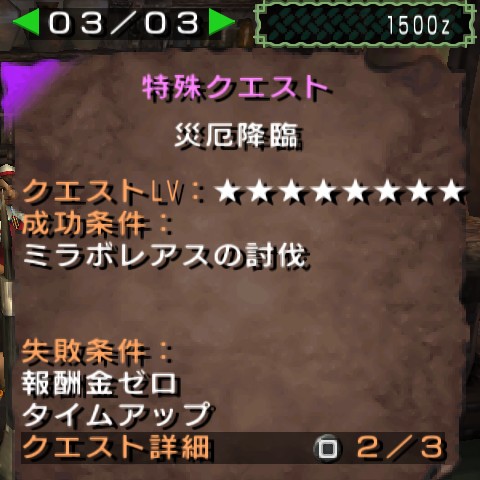 03/03
1500z
特殊クエスト
災厄降臨
クエストLV:★★★★★★★★
成功条件:
ミラボレアスの討伐
失敗条件:
報酬金ゼロ
タイムアップ
クエスト詳細 2/3